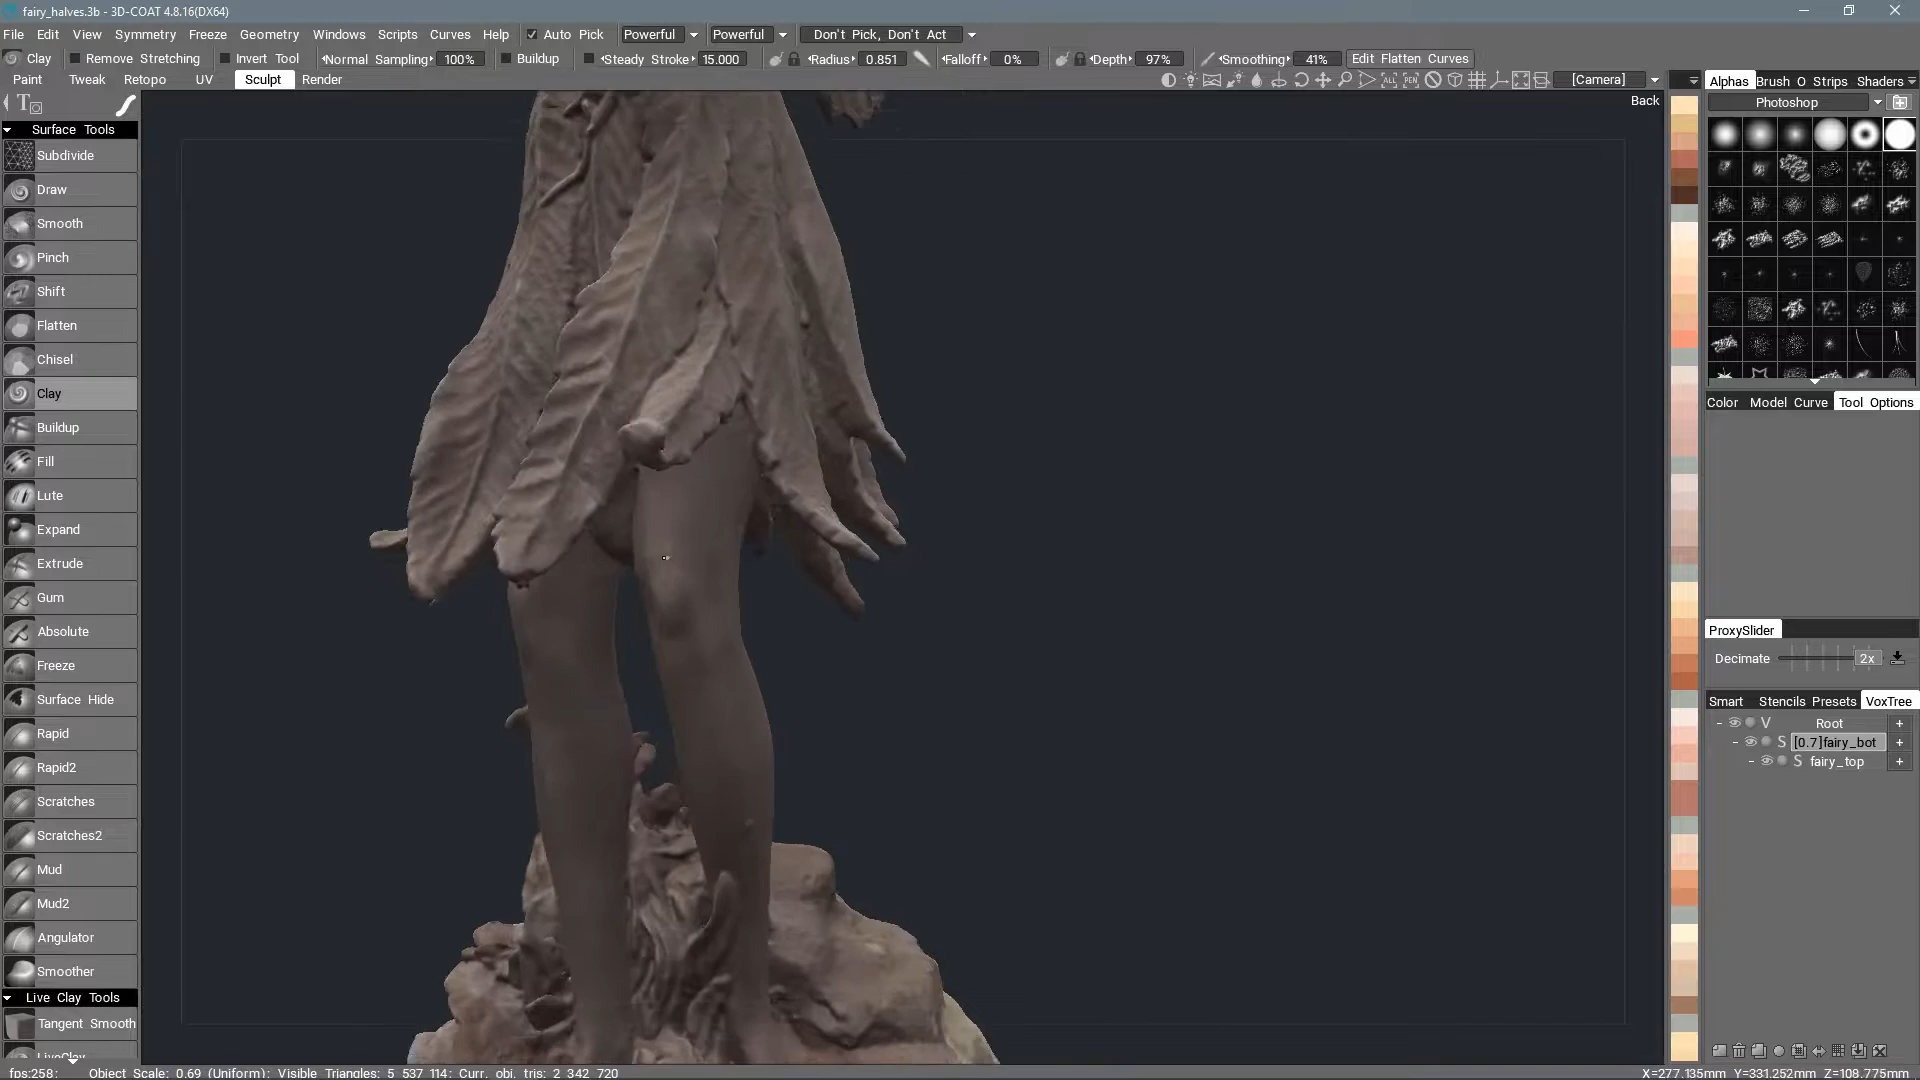 fairy_halves.3b - 3D-COAT 4.8.16(DX64)
File Edit View Symmetry Freeze Geometry Windows Scripts Curves Help Auto Pick Powerful Powerful Don't Pick, Don't Act
Clay Remove Stretching Invert Tool Normal Sampling 100% Buildup Steady Stroke 15.000 Radius 0.851 Falloff 0% Depth 97% Smoothing 41% Edit Flatten Curves
Paint Tweak Retopo UV Sculpt Render [Camera]
Alphas Brush O Strips Shaders
Back
Photoshop
Surface Tools
Subdivide
Draw
Smooth
Pinch
Shift
Flatten
Chisel
Clay
Buildup
Fill
Lute
Expand
Extrude
Gum
Absolute
Freeze
Surface Hide
Rapid
Rapid2
Scratches
Scratches2
Mud
Mud2
Angulator
Smoother
Live Clay Tools
Tangent Smooth
LiveClay
Color Model Curve Tool Options
ProxySlider
Decimate 2x
Smart Stencils Presets VoxTree
V Root +
S [0.7]fairy_bot +
S fairy_top +
fps:258; Object Scale: 0.69 (Uniform); Visible Triangles: 5 537 114; Curr. obj. tris: 2 342 720
X=277.135mm Y=331.252mm Z=108.775mm